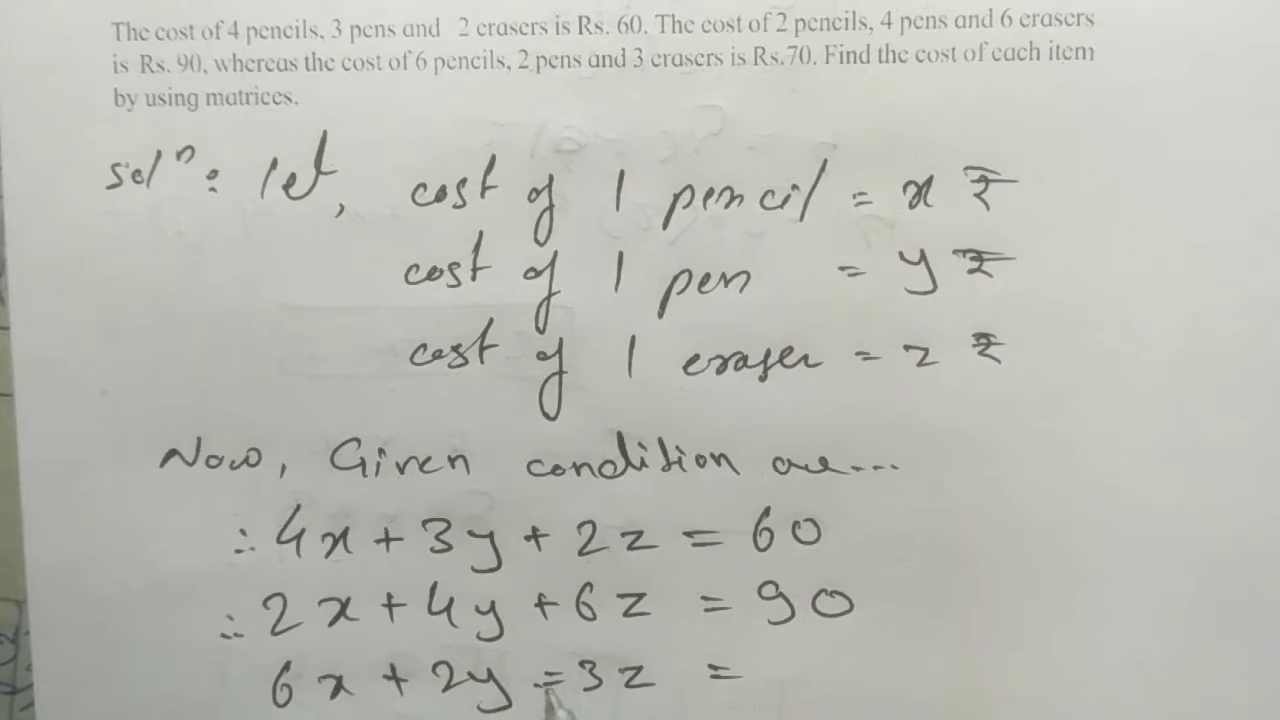 The cost of 4 pencils, 3 pens and 2 erasers is Rs. 60. The cost of 2 pencils, 4 pens and 6 erasers
is Rs. 90, whereas the cost of 6 pencils, 2 pens and 3 erasers is Rs.70. Find the cost of each item
by using matrices.
solⁿ: let, cost of 1 pencil = x ₹
cost of 1 pen = y ₹
cost of 1 eraser = z ₹
Now, Given condition are...
∴ 4x + 3y + 2z = 60
∴ 2x + 4y + 6z = 90
6x + 2y = 3z =